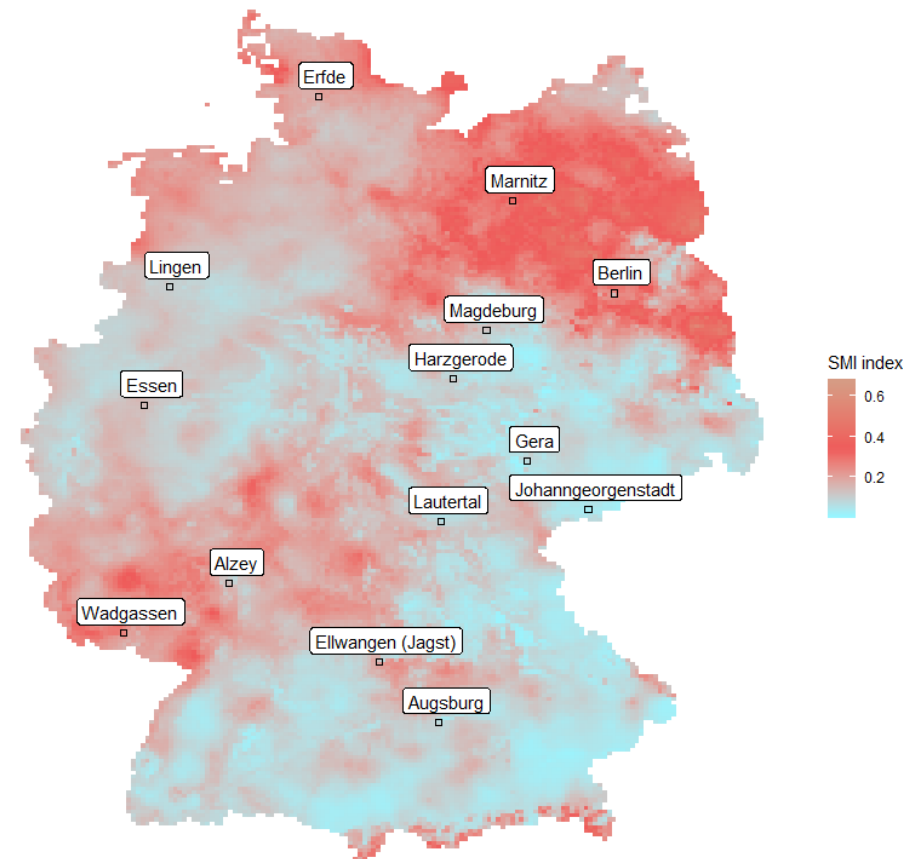 Erfde
Marnitz
Lingen
Berlin
Magdeburg
Harzgerode
Essen
Gera
Johanngeorgenstadt
Lautertal
Alzey
Wadgassen
Ellwangen (Jagst)
Augsburg
SMI index
0.6
0.4
0.2